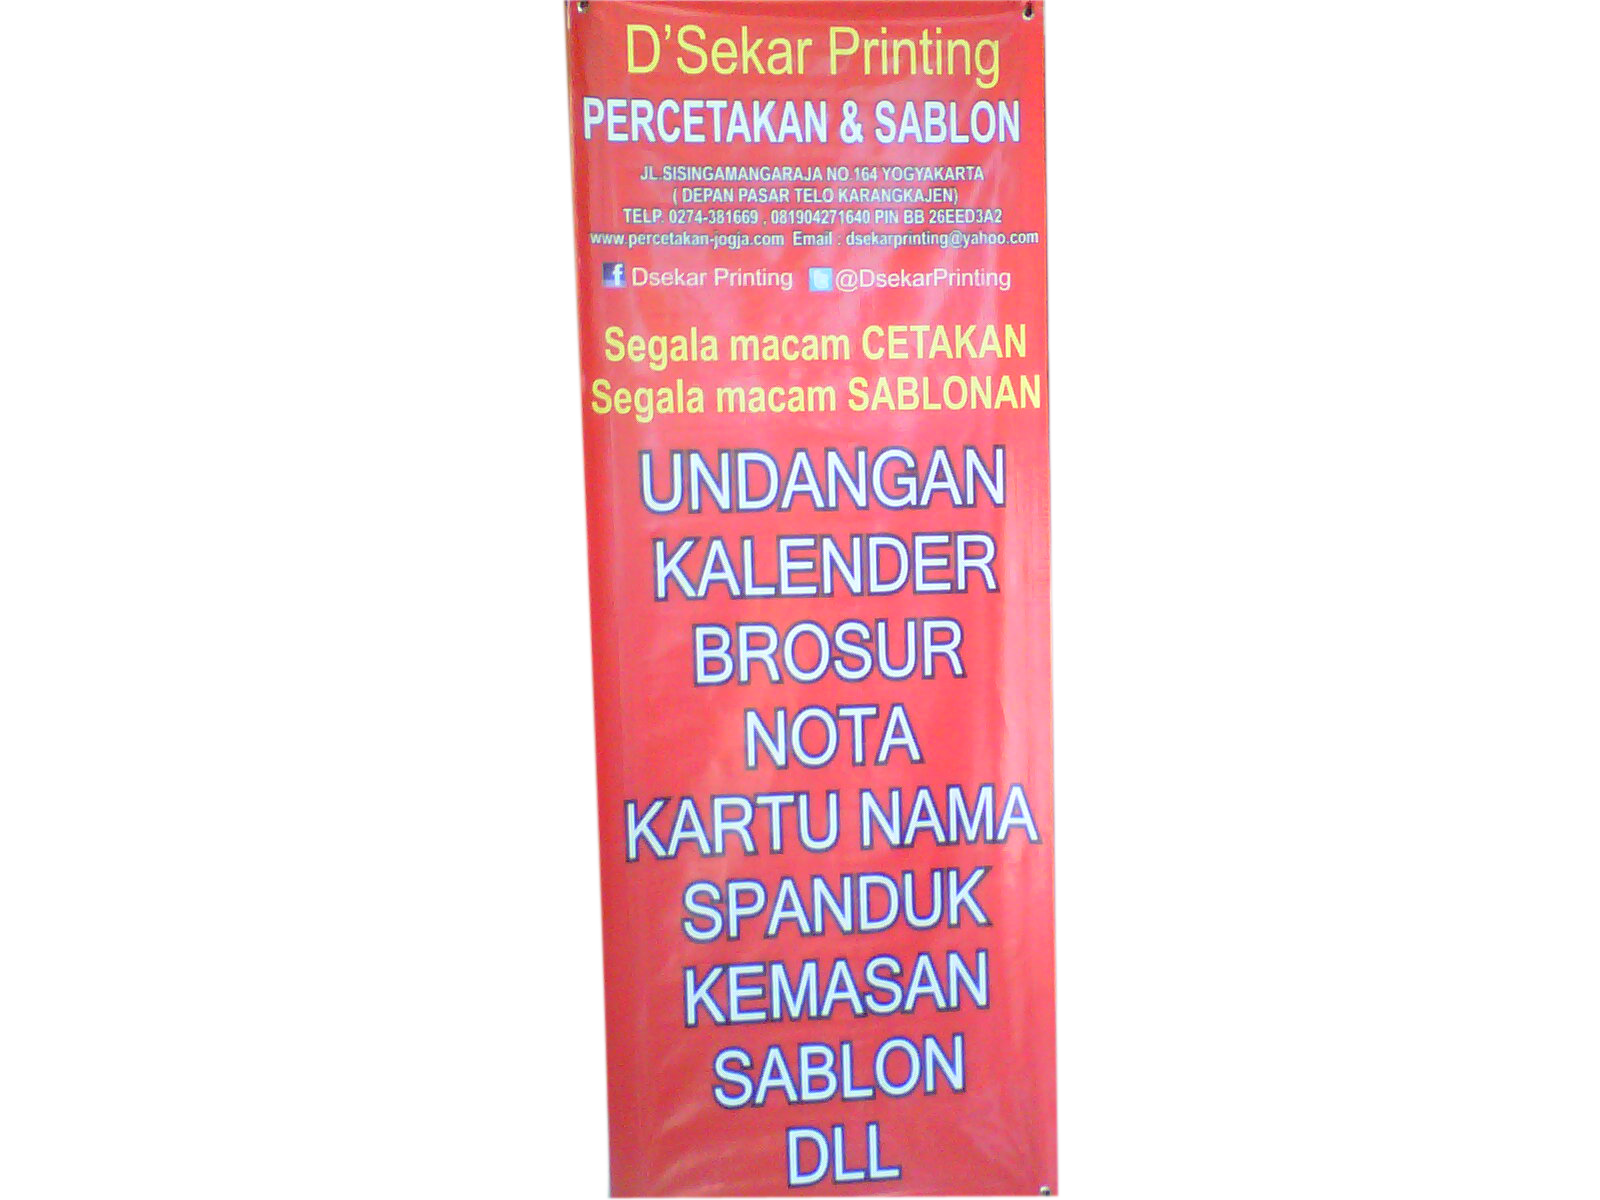 D'Sekar Printing
PERCETAKAN & SABLON
JL.SISINGAMANGARAJA NO.164 YOGYAKARTA
( DEPAN PASAR TELO KARANGKAJEN)
TELP. 0274-381669 , 081904271640 PIN BB 26EED3A2
www.percetakan-jogja.com Email : dsekarprinting@yahoo.com
f Dsekar Printing @DsekarPrinting
Segala macam CETAKAN
Segala macam SABLONAN
UNDANGAN
KALENDER
BROSUR
NOTA
KARTU NAMA
SPANDUK
KEMASAN
SABLON
DLL